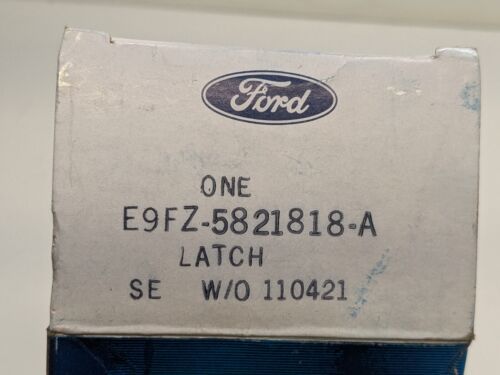 Ford
ONE
E9FZ-5821818-A
LATCH
SE W/O 110421